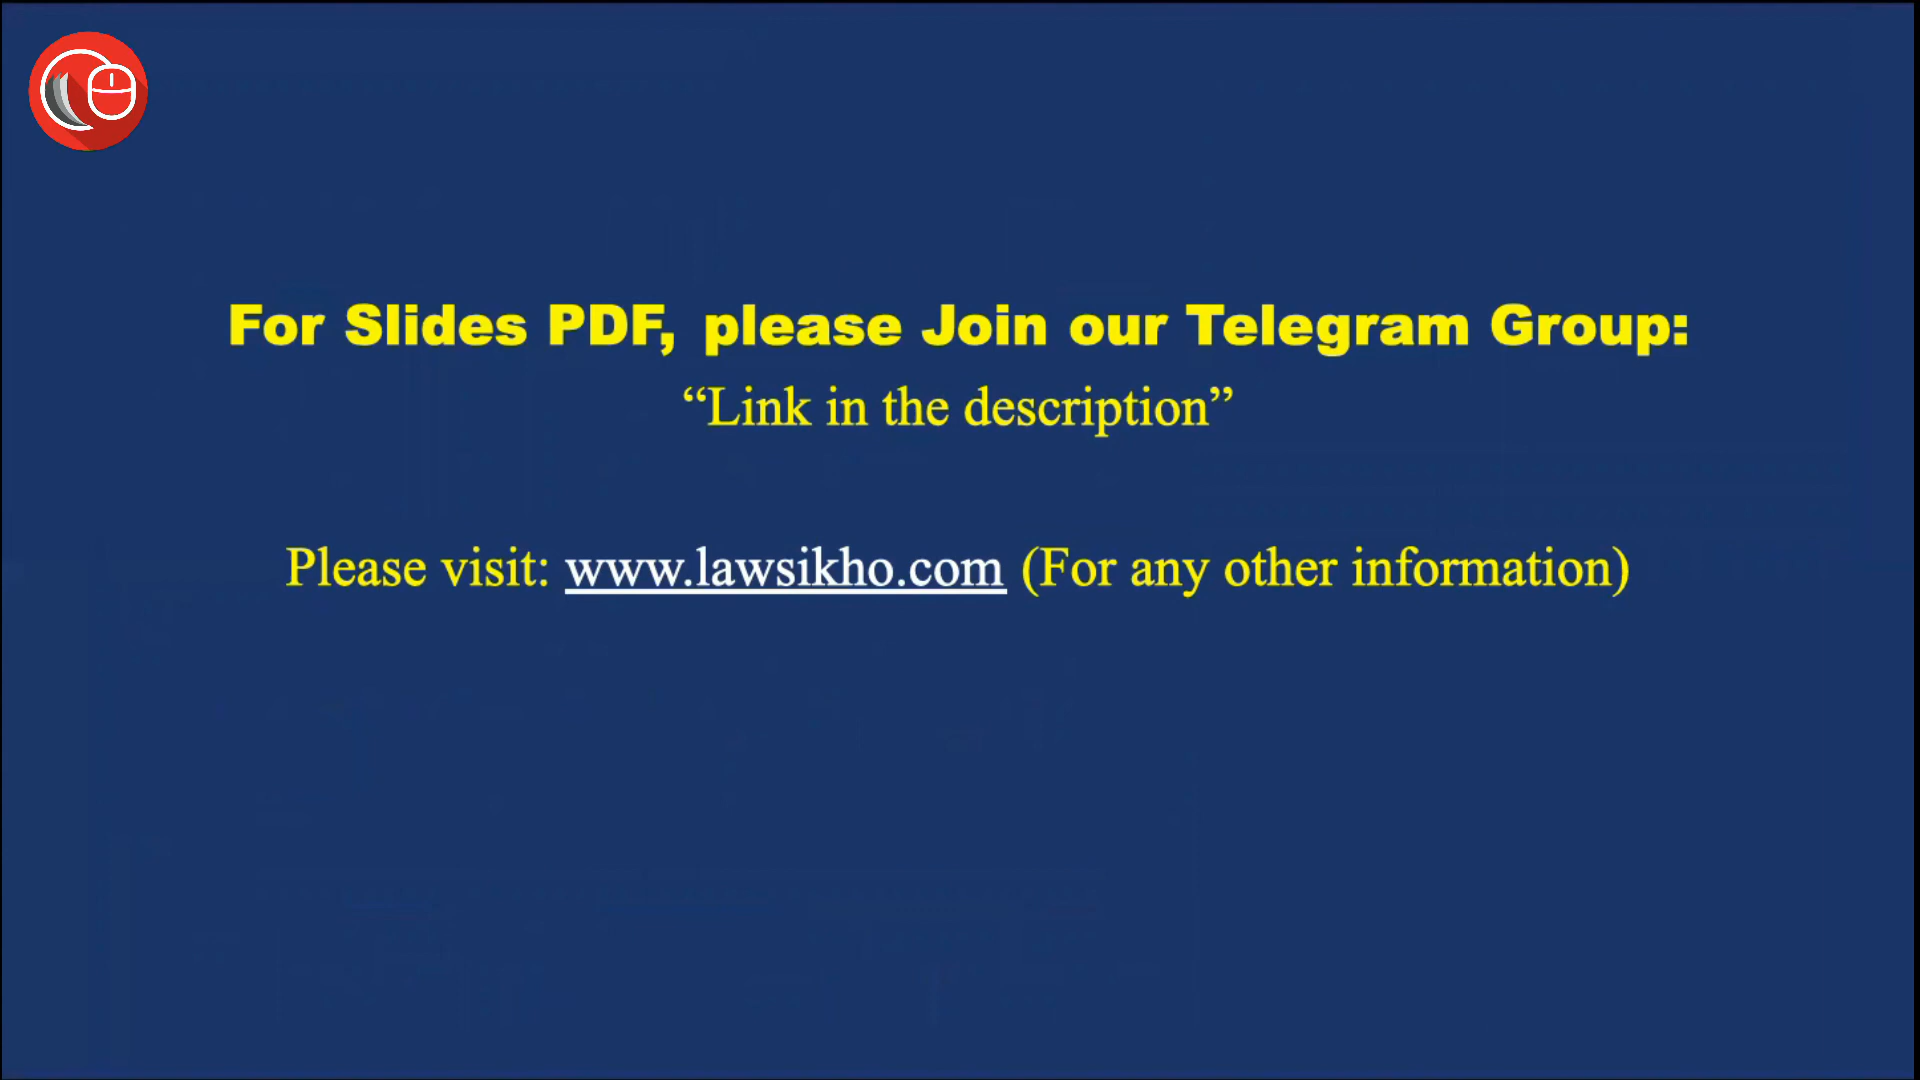 For Slides PDF, please Join our Telegram Group:
“Link in the description”
Please visit: www.lawsikho.com (For any other information)